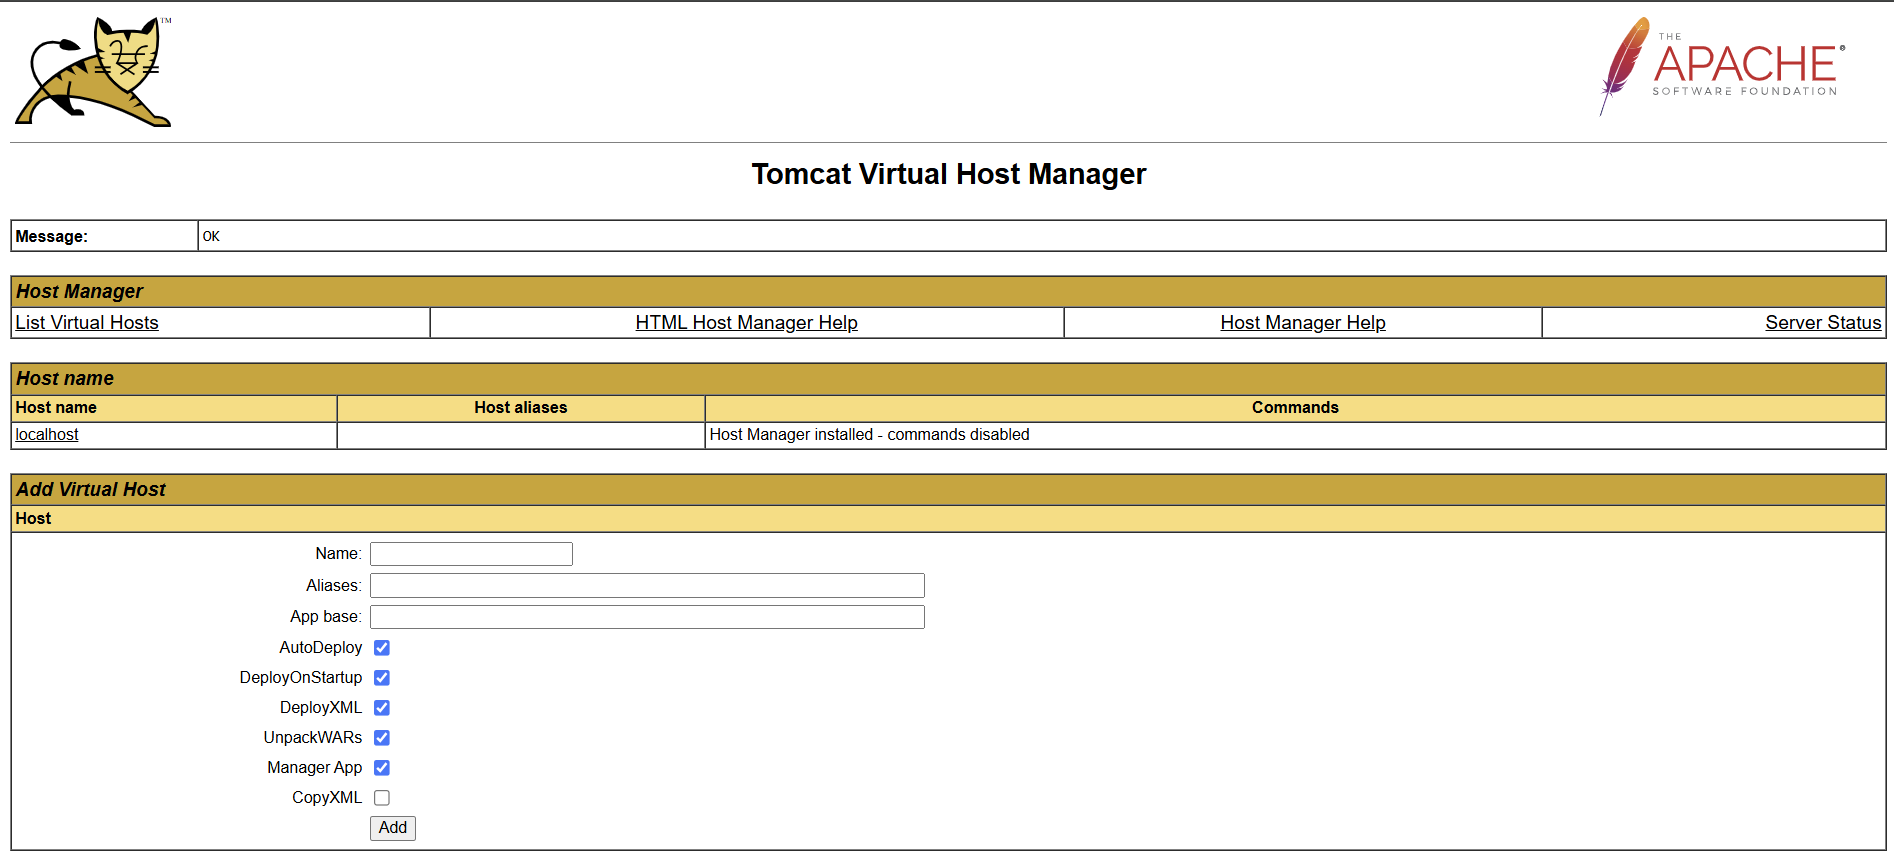 TM
THE
APACHE®
SOFTWARE FOUNDATION
Tomcat Virtual Host Manager
Message: OK
Host Manager
List Virtual Hosts HTML Host Manager Help Host Manager Help Server Status
Host name
Host name Host aliases Commands
localhost Host Manager installed - commands disabled
Add Virtual Host
Host
Name:
Aliases:
App base:
AutoDeploy
DeployOnStartup
DeployXML
UnpackWARs
Manager App
CopyXML
Add